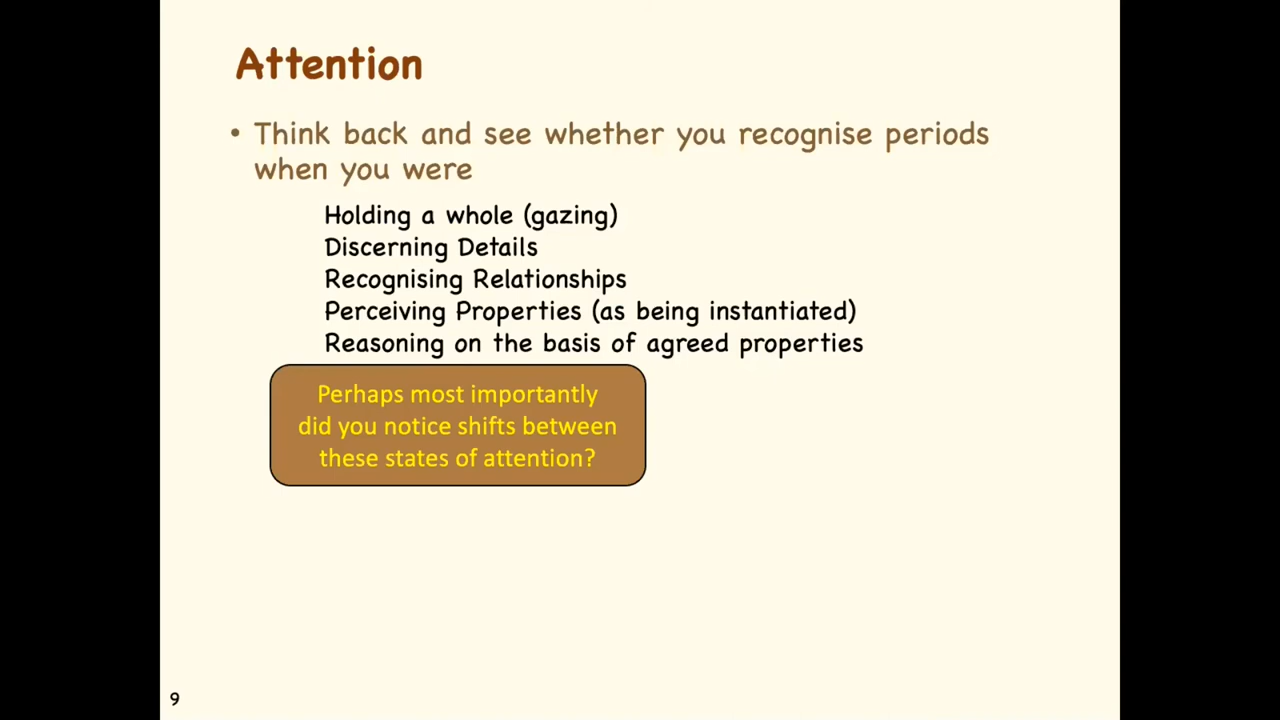 Attention
• Think back and see whether you recognise periods
when you were
Holding a whole (gazing)
Discerning Details
Recognising Relationships
Perceiving Properties (as being instantiated)
Reasoning on the basis of agreed properties
Perhaps most importantly
did you notice shifts between
these states of attention?
9